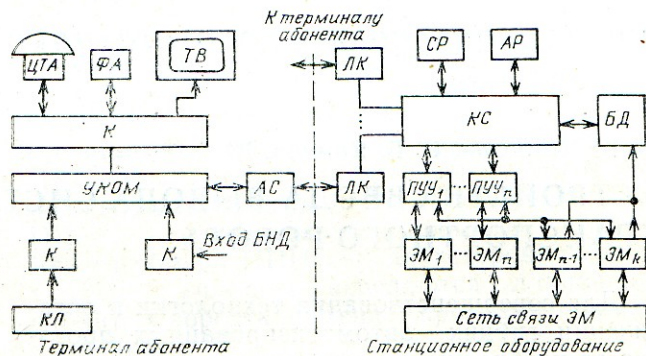 К терминалу
абонента
ЦТА
ФА
ТВ
ЛК
СР
АР
К
КС
БД
УКОМ
АС
ЛК
ПУУ1 ... ПУУn
К
К
Вход БНД
ЭМ1 ... ЭМn
ЭМn-1 ... ЭМk
КЛ
Сеть связи ЭМ
Терминал абонента
Станционное оборудование